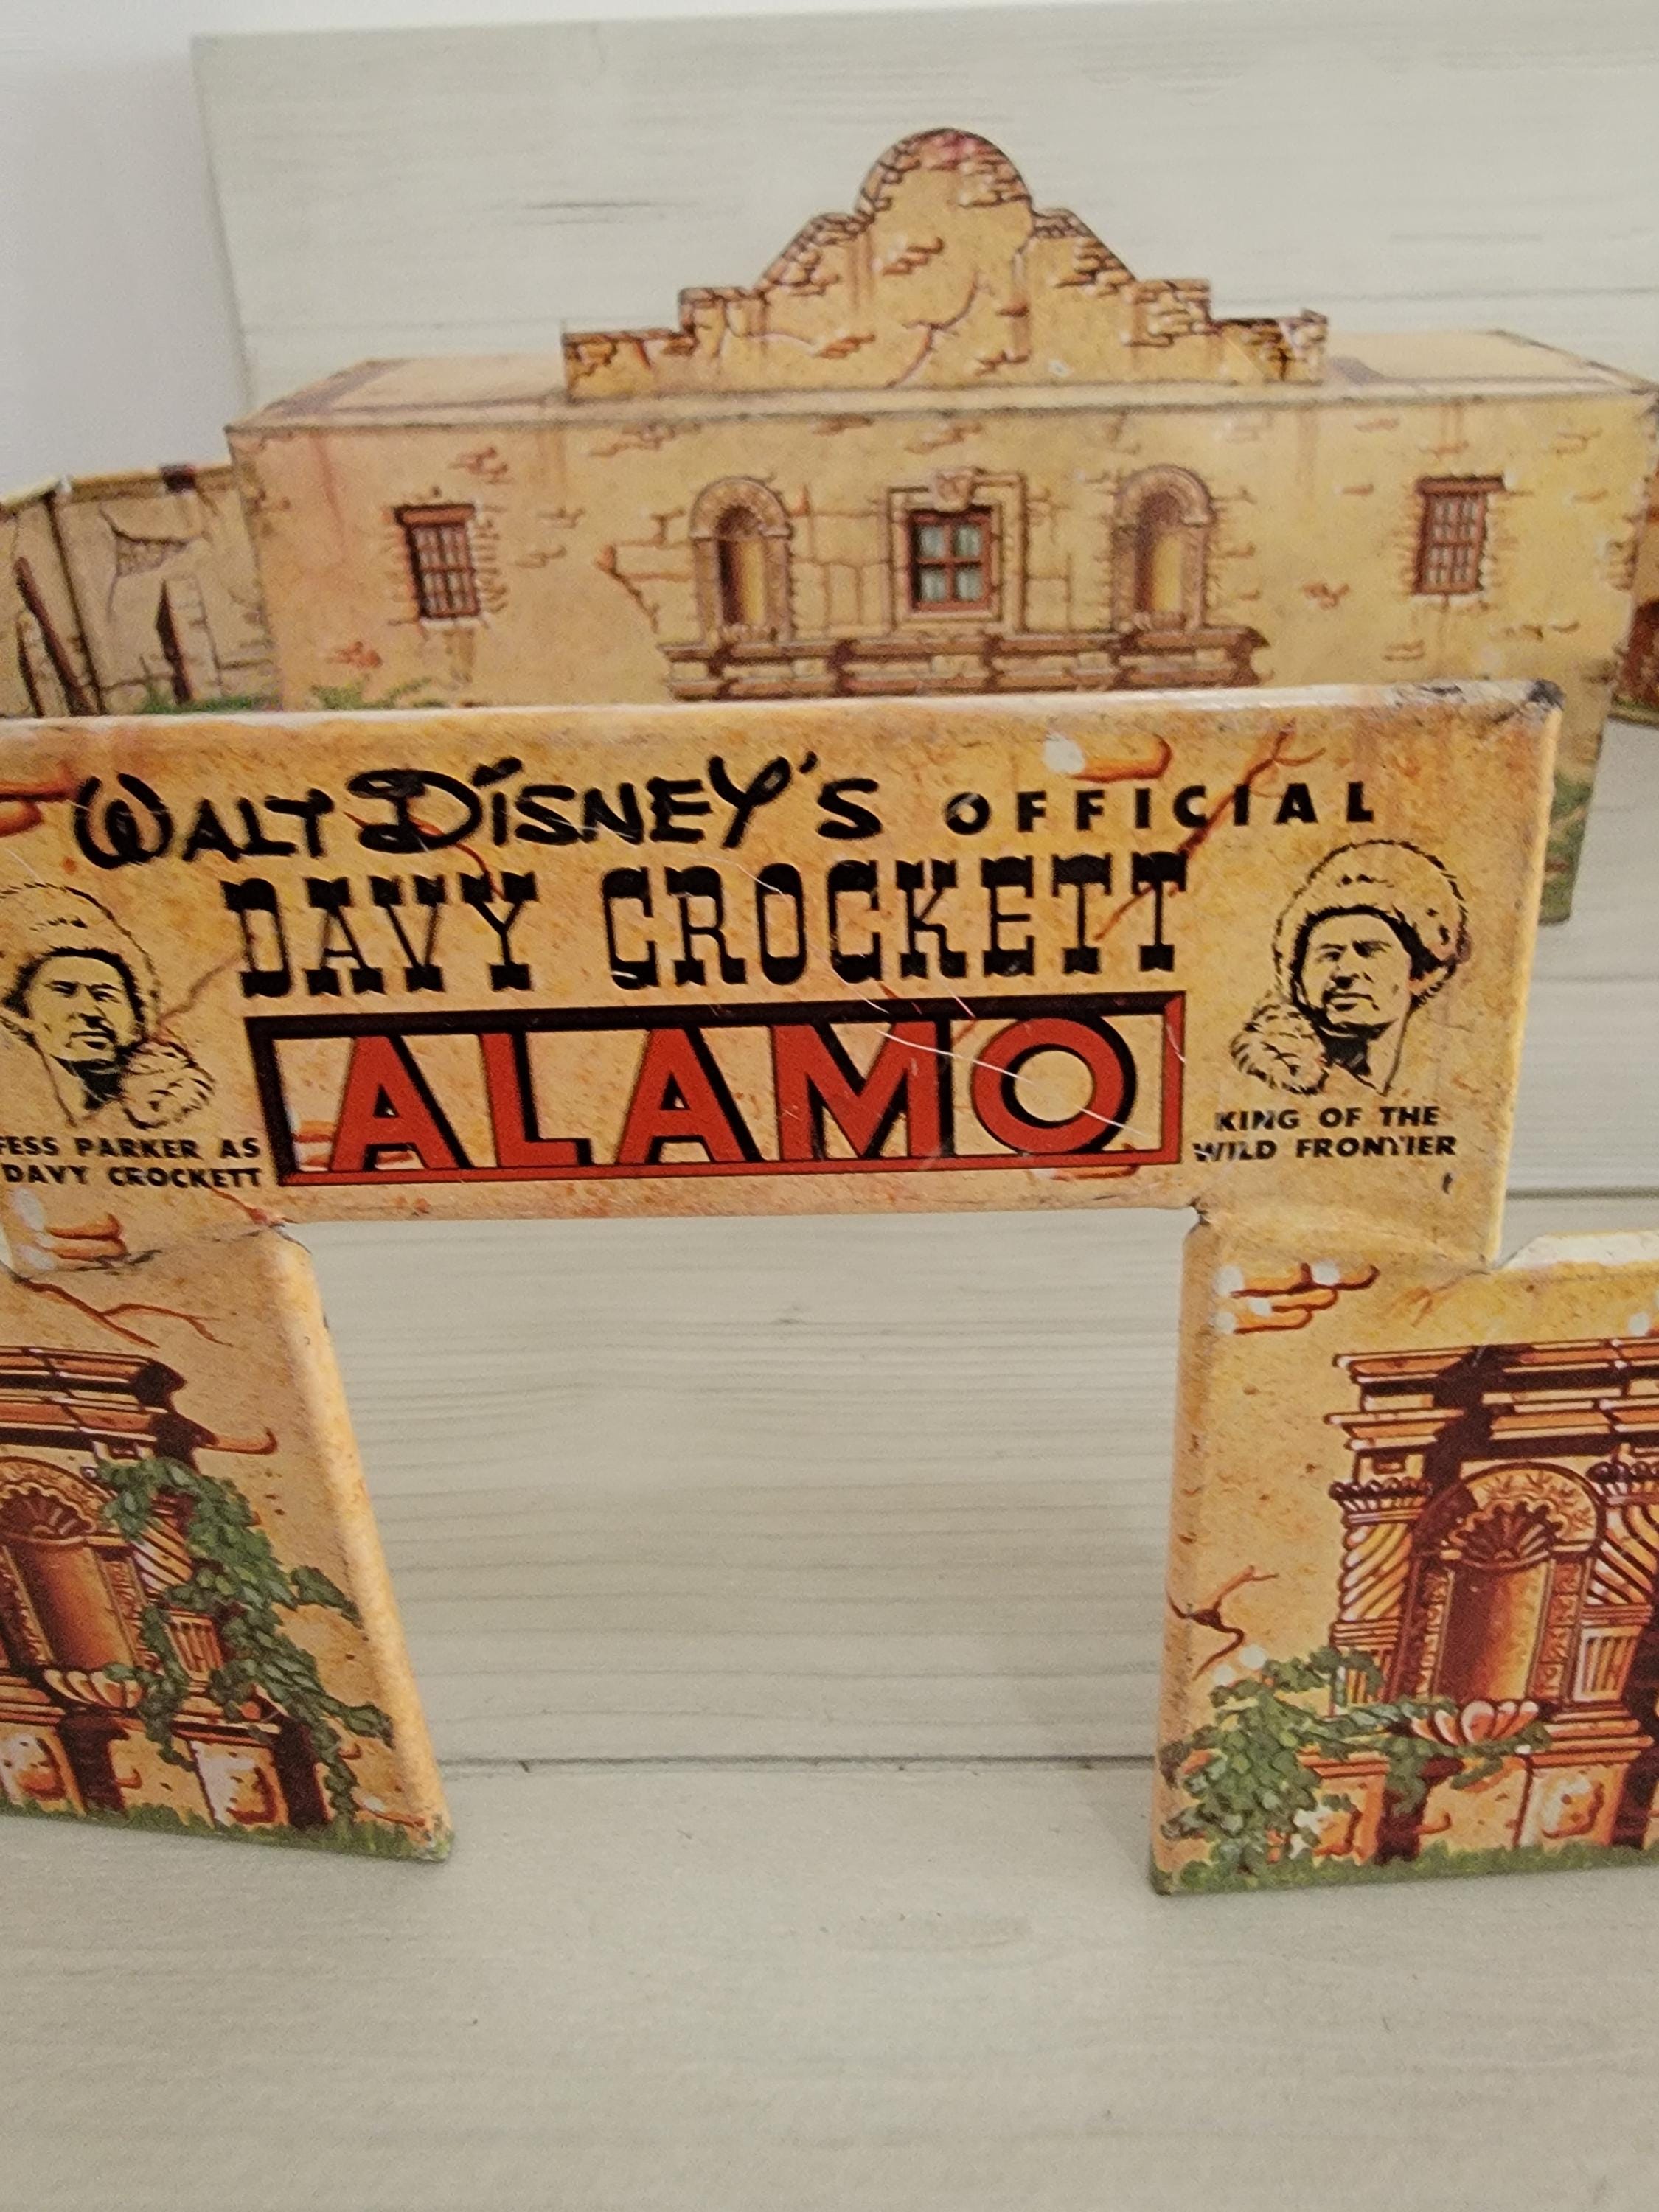 WALT DISNEY'S OFFICIAL
DAVY CROCKETT
ALAMO
FESS PARKER AS
DAVY CROCKETT
KING OF THE
WILD FRONTIER